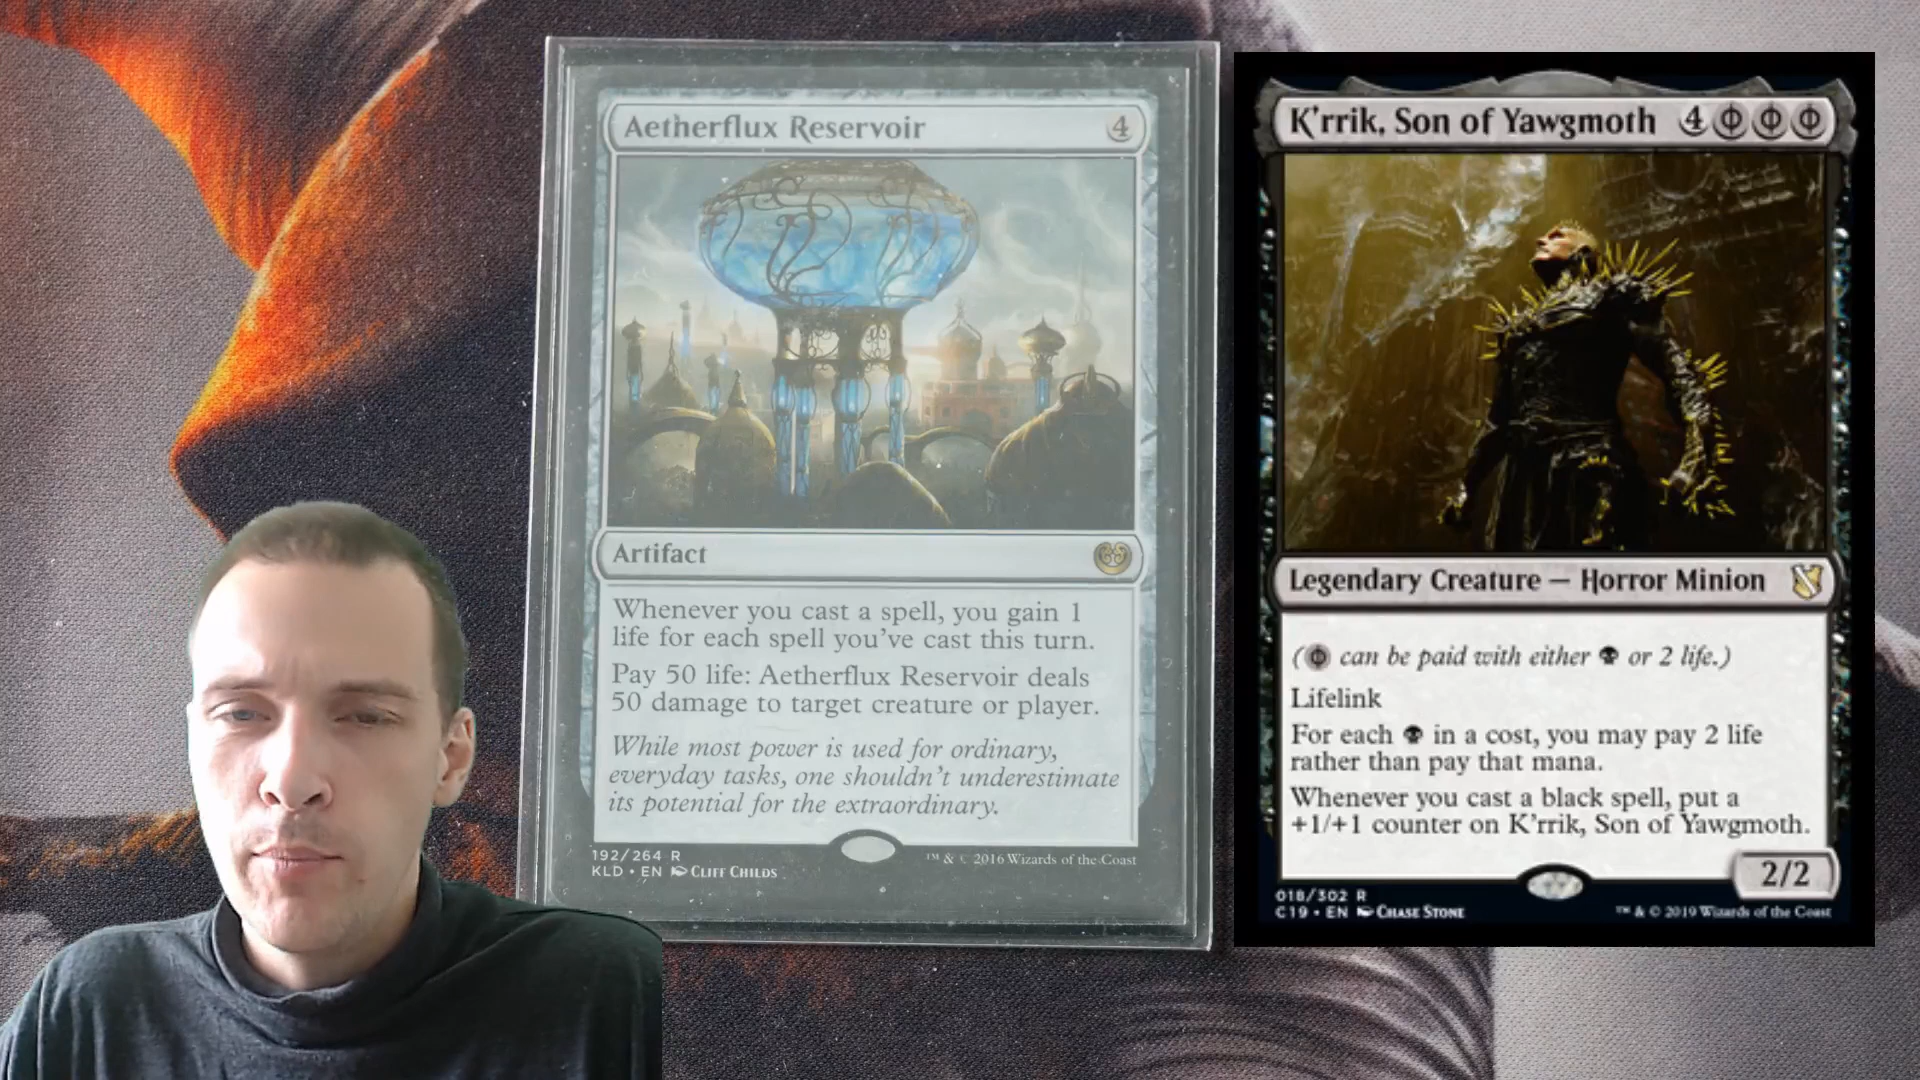 Aetherflux Reservoir 4
Artifact
Whenever you cast a spell, you gain 1
life for each spell you've cast this turn.
Pay 50 life: Aetherflux Reservoir deals
50 damage to target creature or player.
While most power is used for ordinary,
everyday tasks, one shouldn't underestimate
its potential for the extraordinary.
192/264 R
KLD • EN CLIFF CHILDS
™ & © 2016 Wizards of the Coast
K'rrik, Son of Yawgmoth 4
Legendary Creature — Horror Minion
( can be paid with either or 2 life.)
Lifelink
For each in a cost, you may pay 2 life
rather than pay that mana.
Whenever you cast a black spell, put a
+1/+1 counter on K'rrik, Son of Yawgmoth.
2/2
018/302 R
C19 • EN CHASE STONE
™ & © 2019 Wizards of the Coast